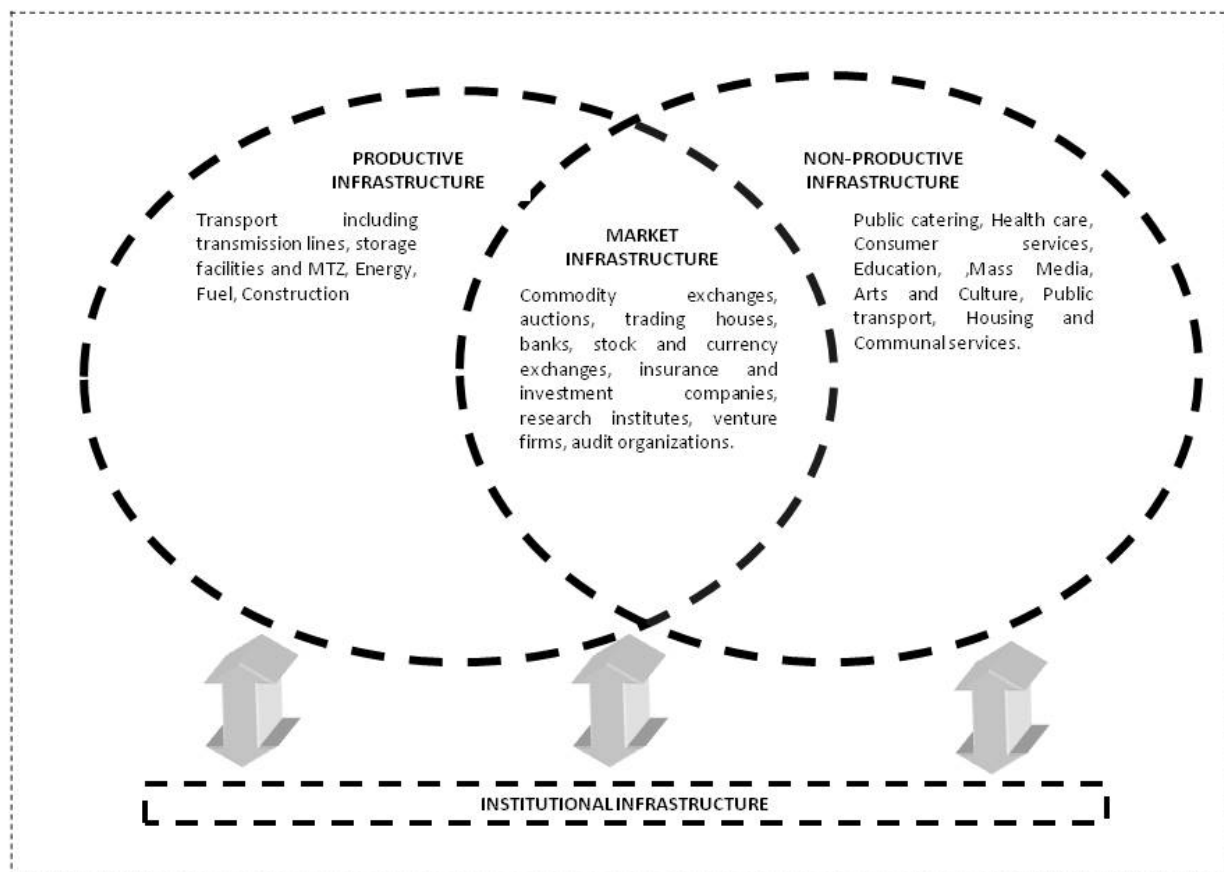 PRODUCTIVE
INFRASTRUCTURE
Transport including
transmission lines, storage
facilities and MTZ, Energy,
Fuel, Construction
MARKET
INFRASTRUCTURE
Commodity exchanges,
auctions, trading houses,
banks, stock and currency
exchanges, insurance and
investment companies,
research institutes, venture
firms, audit organizations.
NON-PRODUCTIVE
INFRASTRUCTURE
Public catering, Health care,
Consumer services,
Education, ,Mass Media,
Arts and Culture, Public
transport, Housing and
Communal services.
INSTITUTIONAL INFRASTRUCTURE